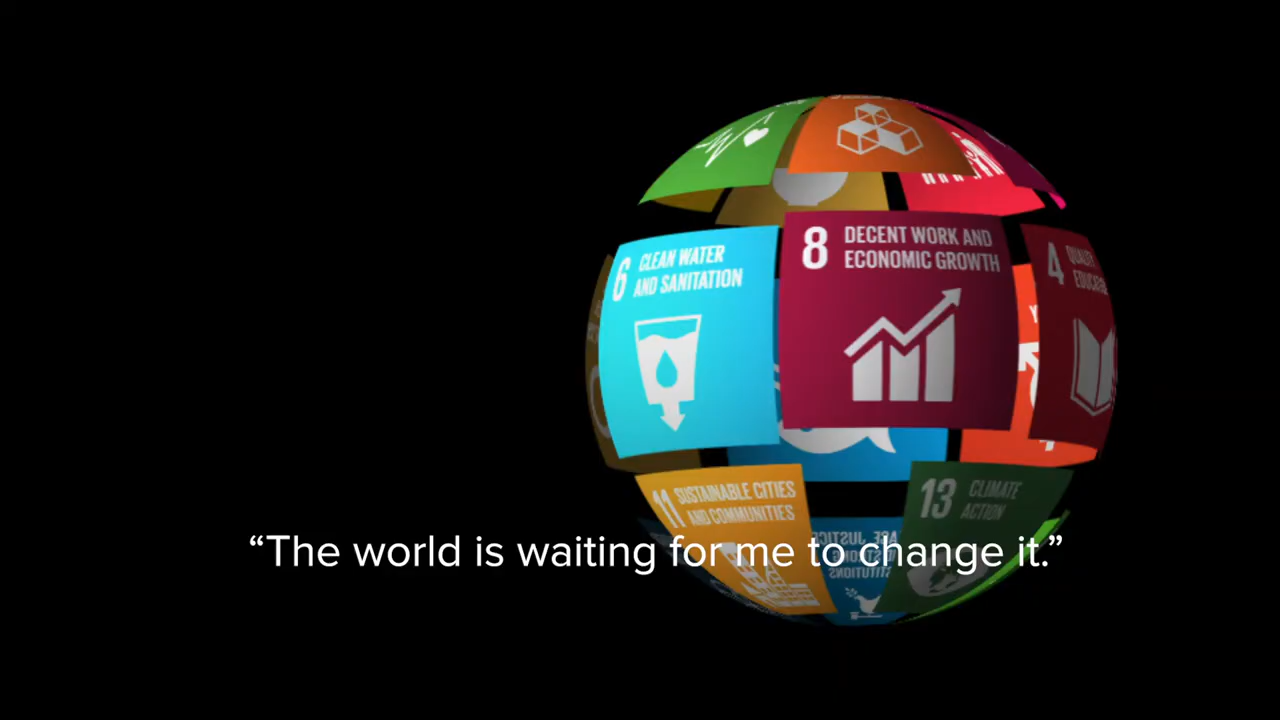 6 CLEAN WATER
AND SANITATION
8 DECENT WORK AND
ECONOMIC GROWTH
4
11 SUSTAINABLE CITIES
AND COMMUNITIES
13 CLIMATE
ACTION
“The world is waiting for me to change it.”